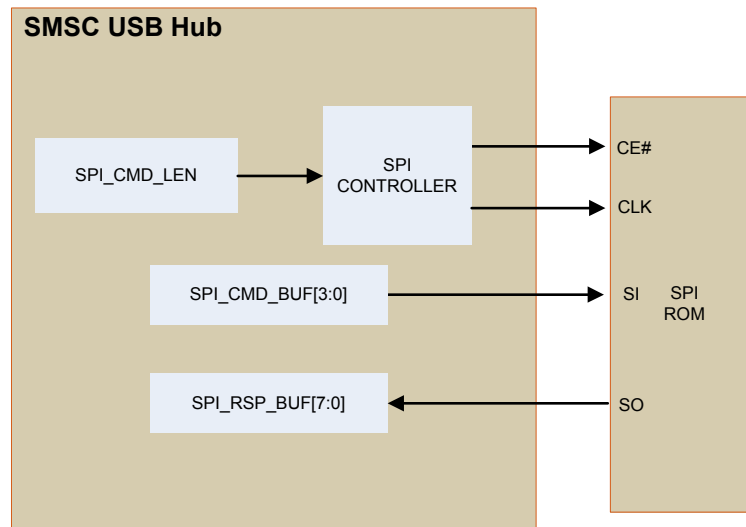 SMSC USB Hub
SPI_CMD_LEN
SPI
CONTROLLER
CE#
CLK
SPI_CMD_BUF[3:0]
SI
SPI
ROM
SPI_RSP_BUF[7:0]
SO